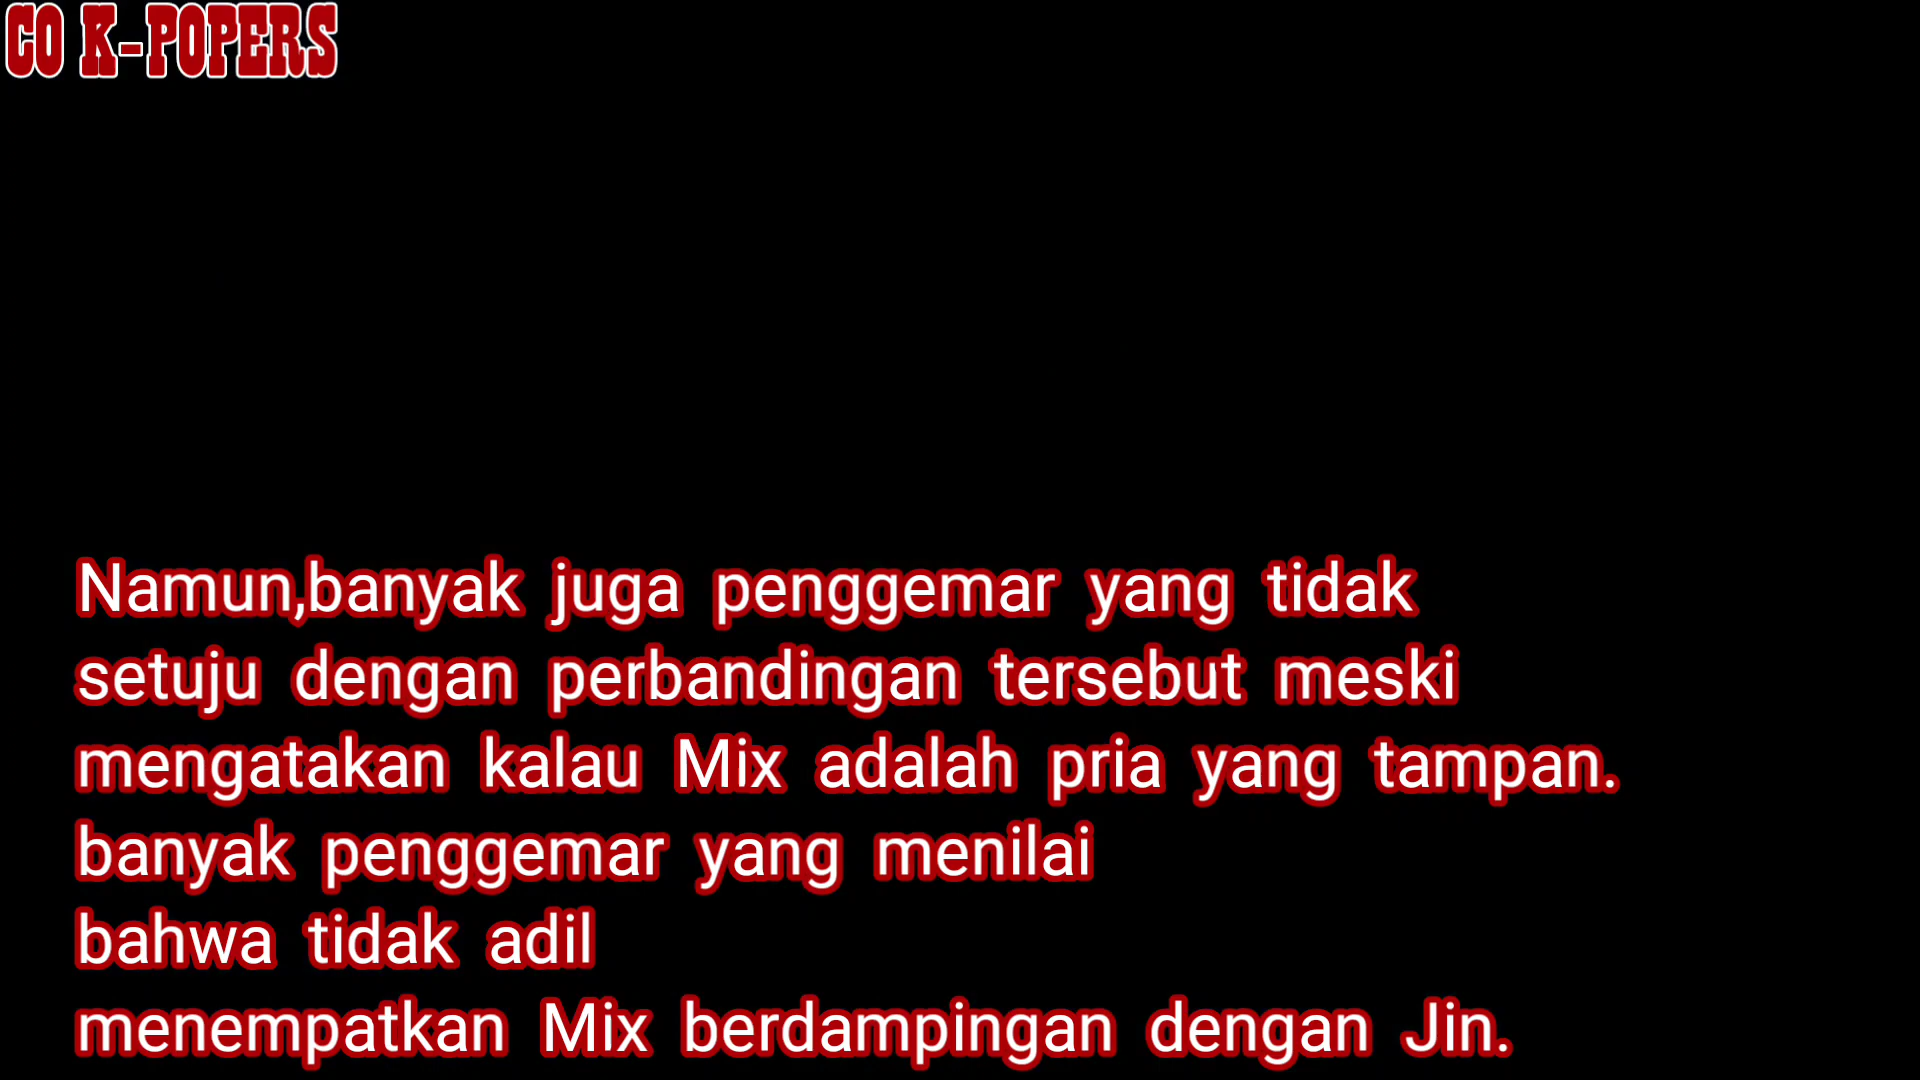 CO K-POPERS
Namun,banyak juga penggemar yang tidak
setuju dengan perbandingan tersebut meski
mengatakan kalau Mix adalah pria yang tampan.
banyak penggemar yang menilai
bahwa tidak adil
menempatkan Mix berdampingan dengan Jin.